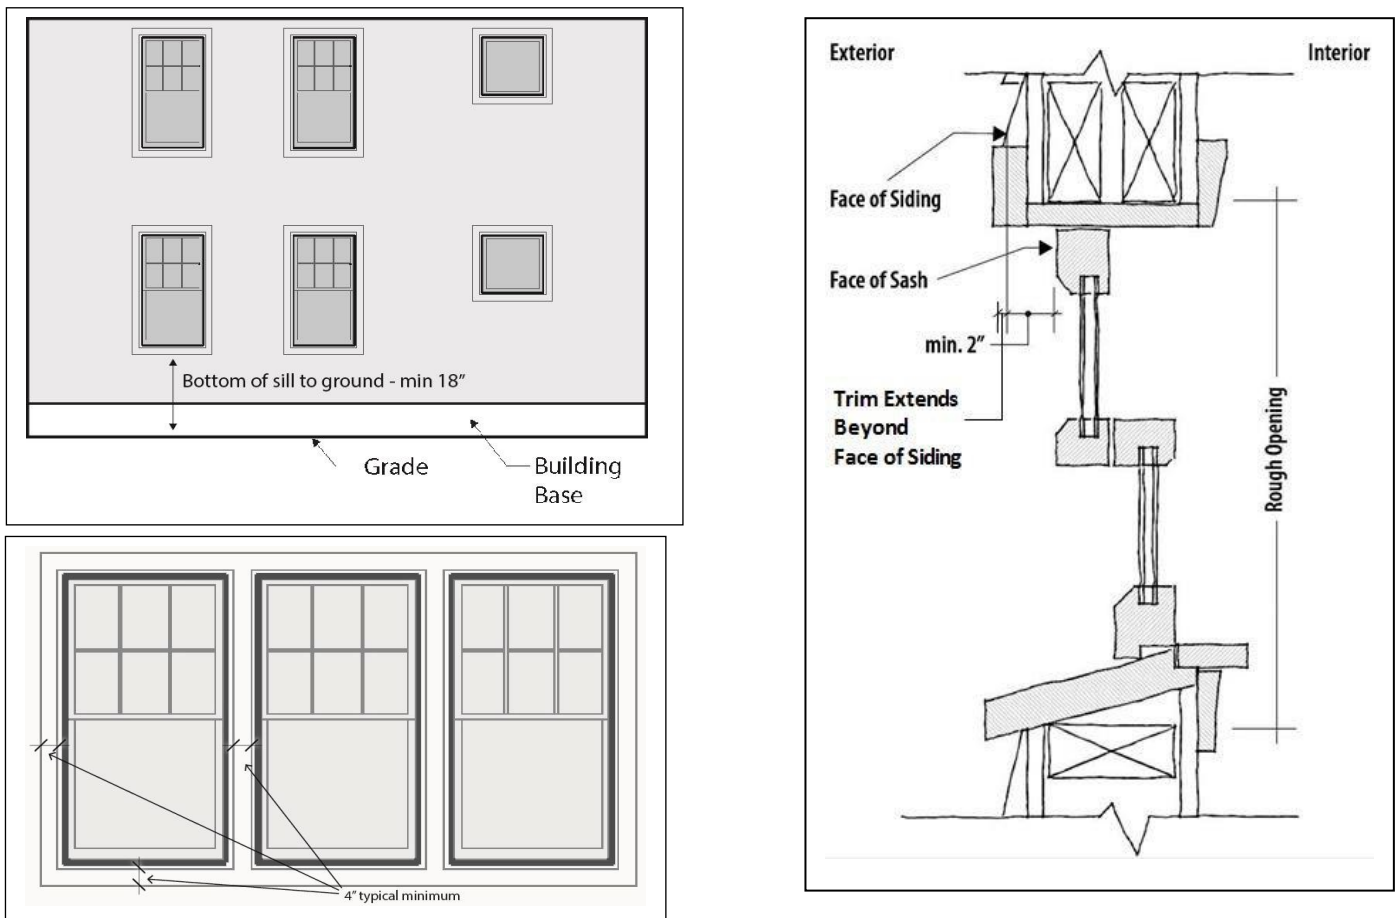 Bottom of sill to ground - min 18”
Grade
Building
Base
4” typical minimum
Exterior
Interior
Face of Siding
Face of Sash
min. 2”
Trim Extends
Beyond
Face of Siding
Rough Opening